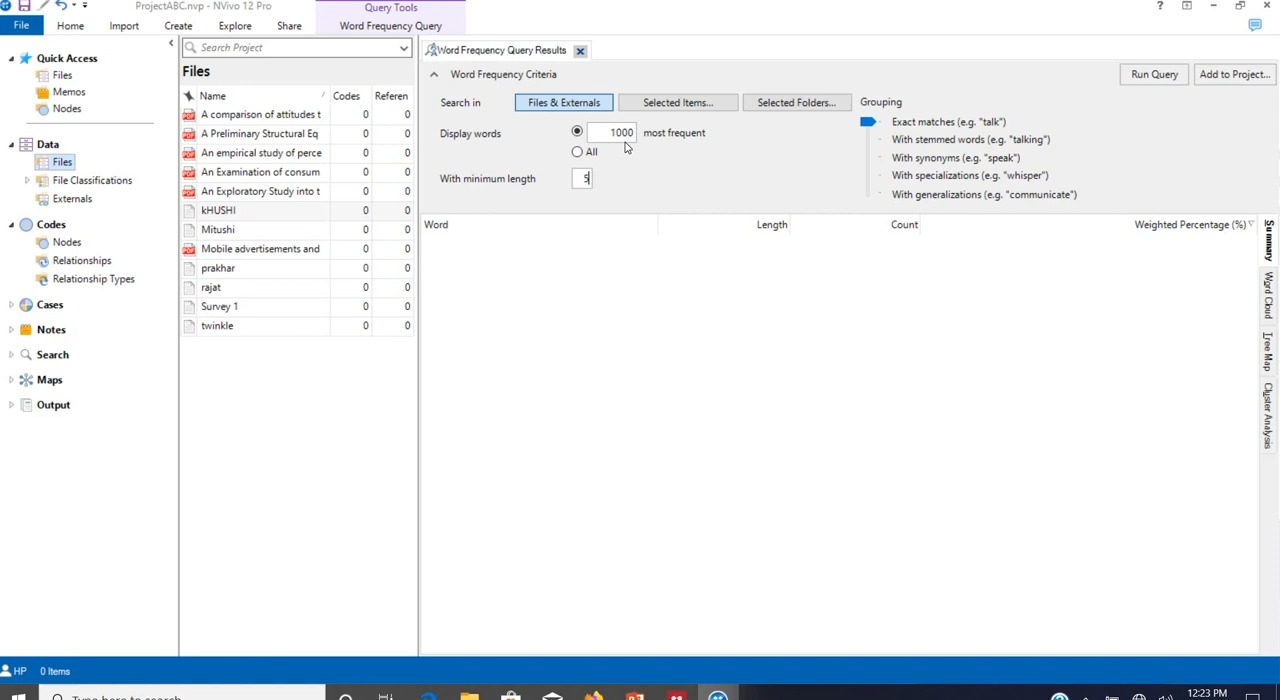 ProjectABC.nvp - NVivo 12 Pro
Query Tools
?
File
Home
Import
Create
Explore
Share
Word Frequency Query
Quick Access
Files
Memos
Nodes
Data
Files
File Classifications
Externals
Codes
Nodes
Relationships
Relationship Types
Cases
Notes
Search
Maps
Output
Search Project
Files
Name Codes Referen
A comparison of attitudes t 0 0
A Preliminary Structural Eq 0 0
An empirical study of perce 0 0
An Examination of consum 0 0
An Exploratory Study into t 0 0
kHUSHI 0 0
Mitushi 0 0
Mobile advertisements and 0 0
prakhar 0 0
rajat 0 0
Survey 1 0 0
twinkle 0 0
Word Frequency Query Results
Word Frequency Criteria
Run Query
Add to Project...
Search in
Files & Externals
Selected Items...
Selected Folders...
Grouping
Display words
1000
most frequent
All
With minimum length
5
Exact matches (e.g. "talk")
With stemmed words (e.g. "talking")
With synonyms (e.g. "speak")
With specializations (e.g. "whisper")
With generalizations (e.g. "communicate")
Word Length Count Weighted Percentage (%)
Summary
Word Cloud
Tree Map
Cluster Analysis
HP 0 Items
Type here to search
12:23 PM